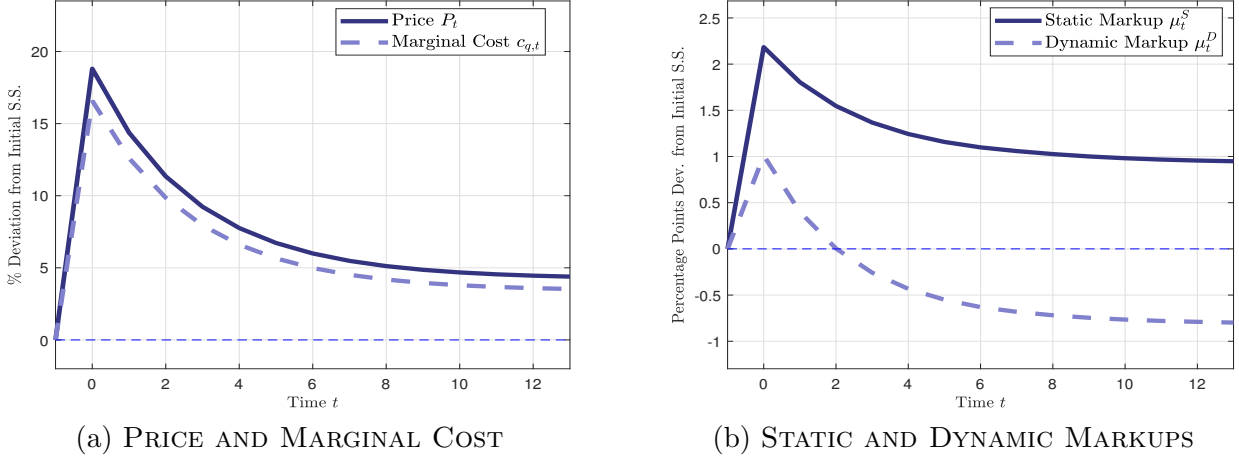 Price P_t
Marginal Cost c_{q,t}
% Deviation from Initial S.S.
20
15
10
5
0
0 2 4 6 8 10 12
Time t
(a) PRICE AND MARGINAL COST
Static Markup μ_t^S
Dynamic Markup μ_t^D
Percentage Points Dev. from Initial S.S.
2.5
2
1.5
1
0.5
0
-0.5
-1
0 2 4 6 8 10 12
Time t
(b) STATIC AND DYNAMIC MARKUPS